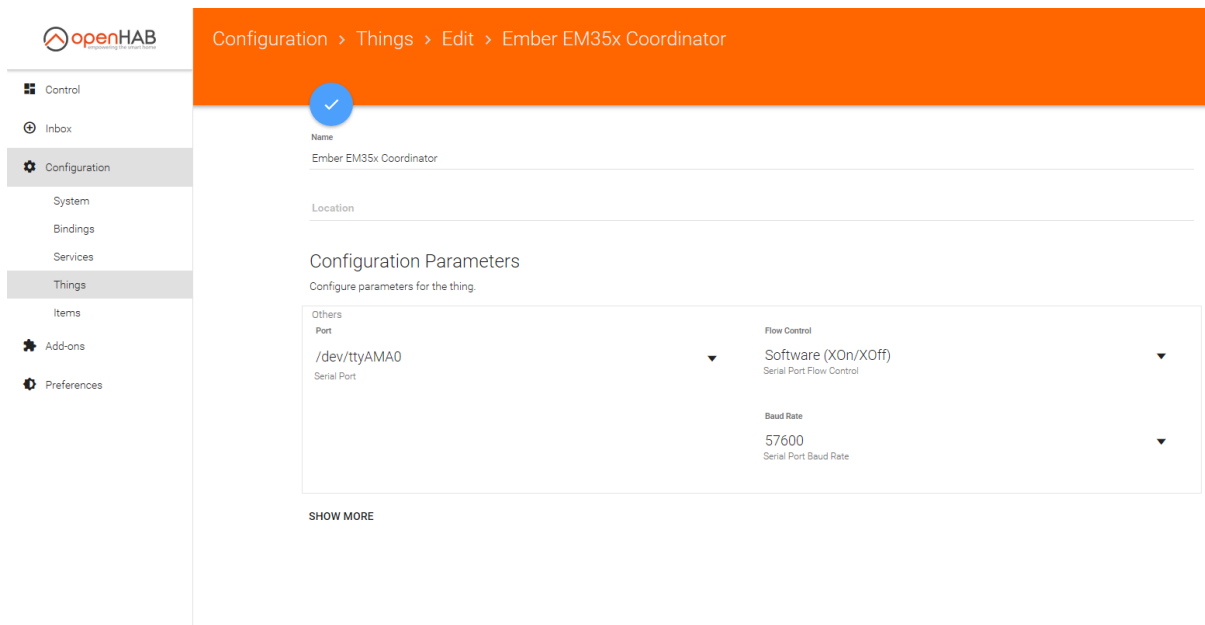 openHAB
empowering the smart home
Configuration > Things > Edit > Ember EM35x Coordinator
Control
Inbox
Configuration
System
Bindings
Services
Things
Items
Add-ons
Preferences
Name
Ember EM35x Coordinator
Location
Configuration Parameters
Configure parameters for the thing.
Others
Port
/dev/ttyAMA0
Serial Port
Flow Control
Software (XOn/XOff)
Serial Port Flow Control
Baud Rate
57600
Serial Port Baud Rate
SHOW MORE